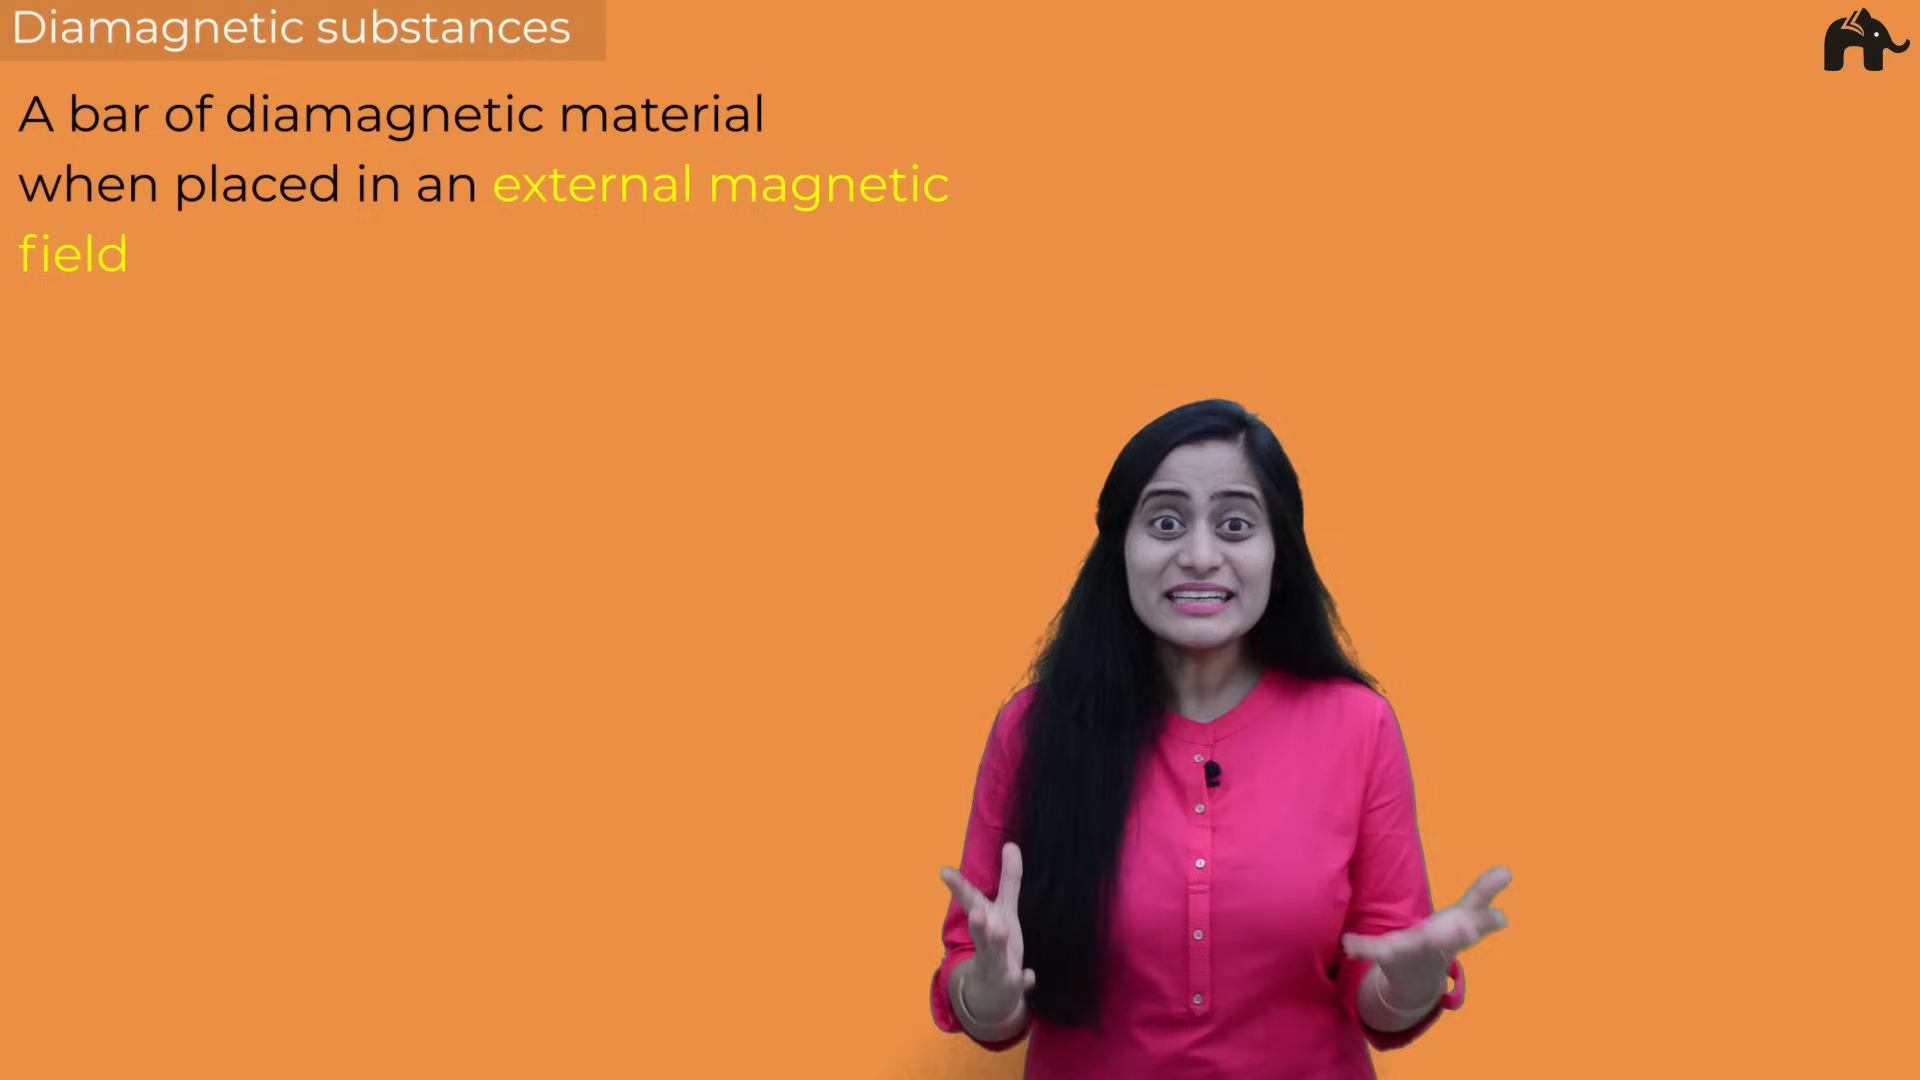 Diamagnetic substances
A bar of diamagnetic material
when placed in an external magnetic
field